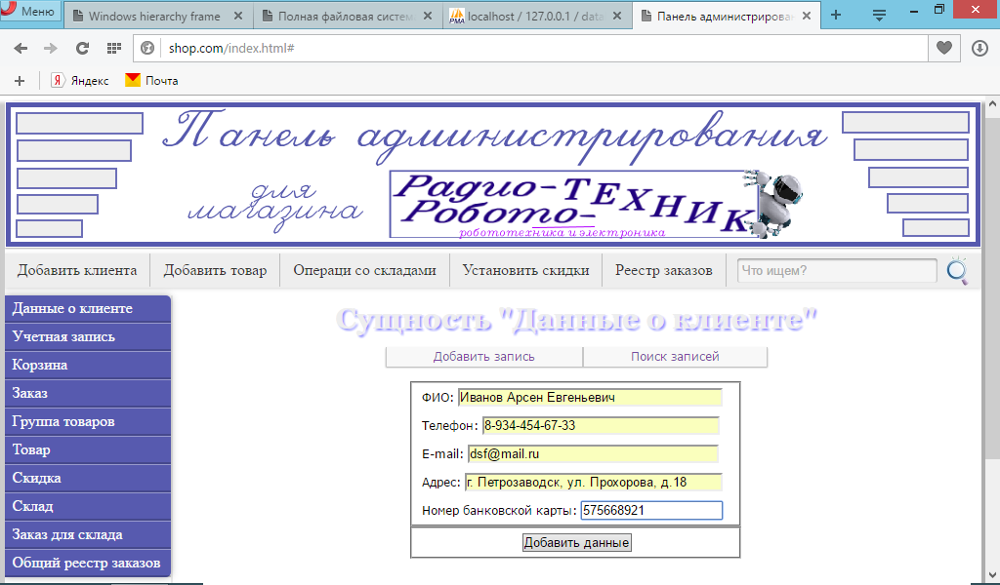 Меню
Windows hierarchy frame
Полная файловая систем
localhost / 127.0.0.1 / data
Панель администрирова
shop.com/index.html#
Яндекс
Почта
Панель администрирования
для
магазина
Радио-ТЕХНИК
Робото-
робототехника и электроника
Добавить клиента
Добавить товар
Операци со складами
Установить скидки
Реестр заказов
Что ищем?
Данные о клиенте
Учетная запись
Корзина
Заказ
Группа товаров
Товар
Скидка
Склад
Заказ для склада
Общий реестр заказов
Сущность "Данные о клиенте"
Добавить запись
Поиск записей
ФИО: Иванов Арсен Евгеньевич
Телефон: 8-934-454-67-33
E-mail: dsf@mail.ru
Адрес: г. Петрозаводск, ул. Прохорова, д.18
Номер банковской карты: 575668921
Добавить данные